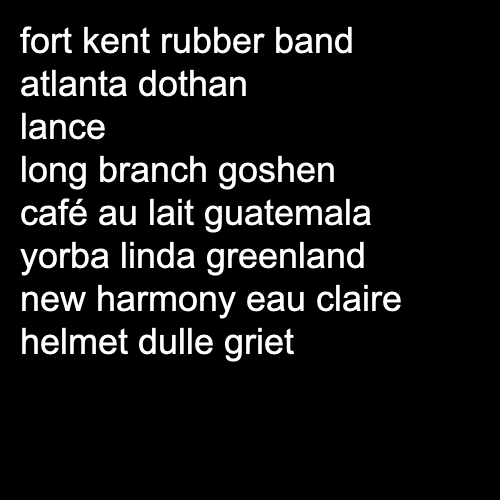 fort kent rubber band
atlanta dothan
lance
long branch goshen
café au lait guatemala
yorba linda greenland
new harmony eau claire
helmet dulle griet